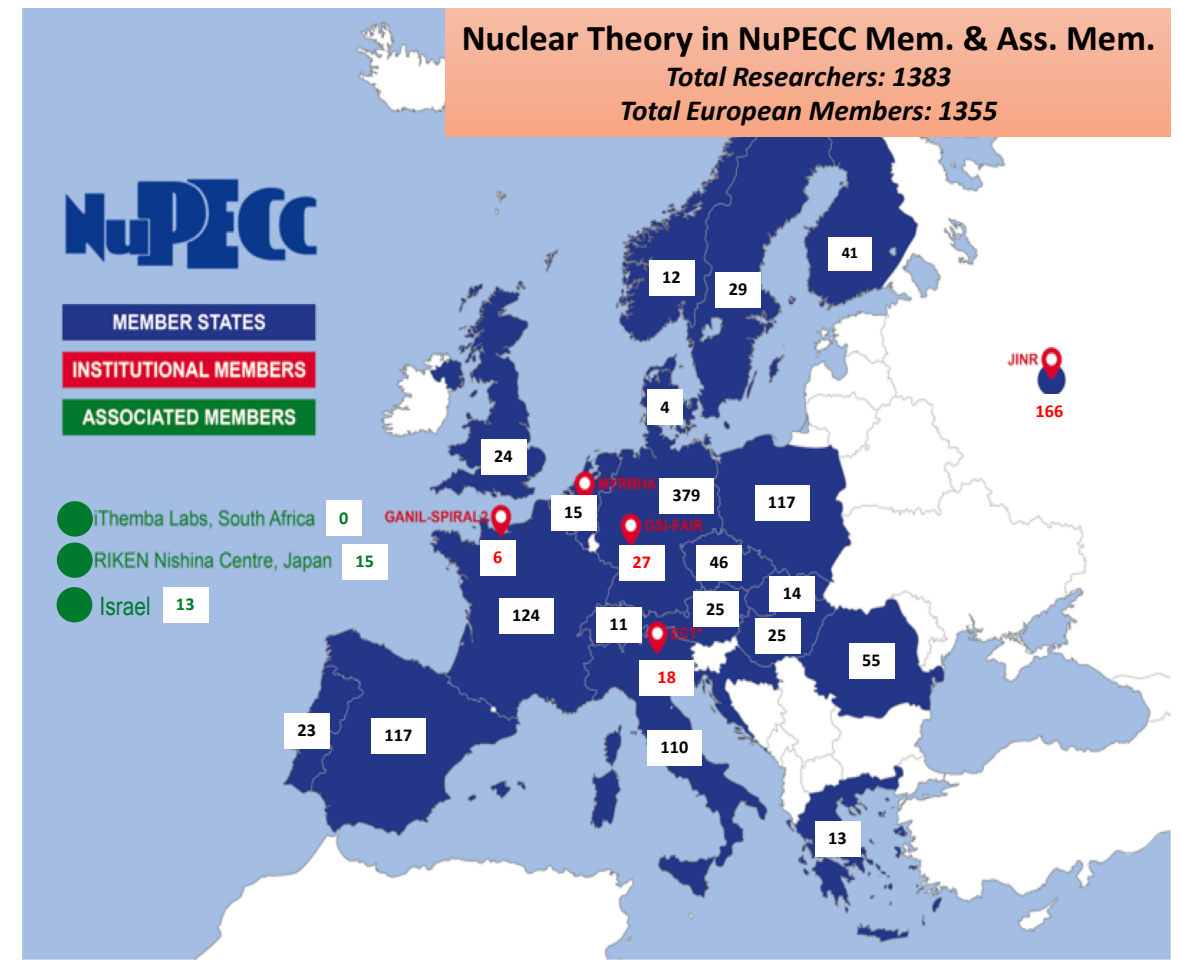 Nuclear Theory in NuPECC Mem. & Ass. Mem.
Total Researchers: 1383
Total European Members: 1355
NuPECC
MEMBER STATES
INSTITUTIONAL MEMBERS
ASSOCIATED MEMBERS
41
12
29
JINR
166
4
24
MYRRHA
379
117
15
GANIL-SPIRAL2
GSI-FAIR
iThemba Labs, South Africa 0
RIKEN Nishina Centre, Japan 15
Israel 13
6
27
46
14
124
11
25
ECT*
25
18
55
23
117
110
13